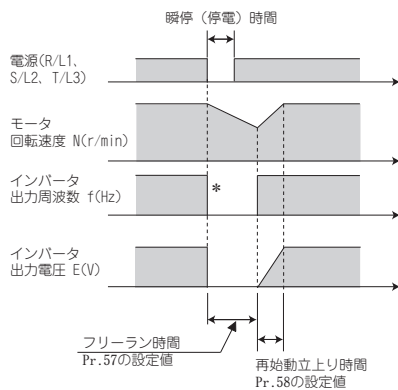 瞬停（停電）時間
電源(R/L1、
S/L2、T/L3)
モータ
回転速度 N(r/min)
インバータ
出力周波数 f(Hz)
*
インバータ
出力電圧 E(V)
フリーラン時間
Pr.57の設定値
再始動立上り時間
Pr.58の設定値